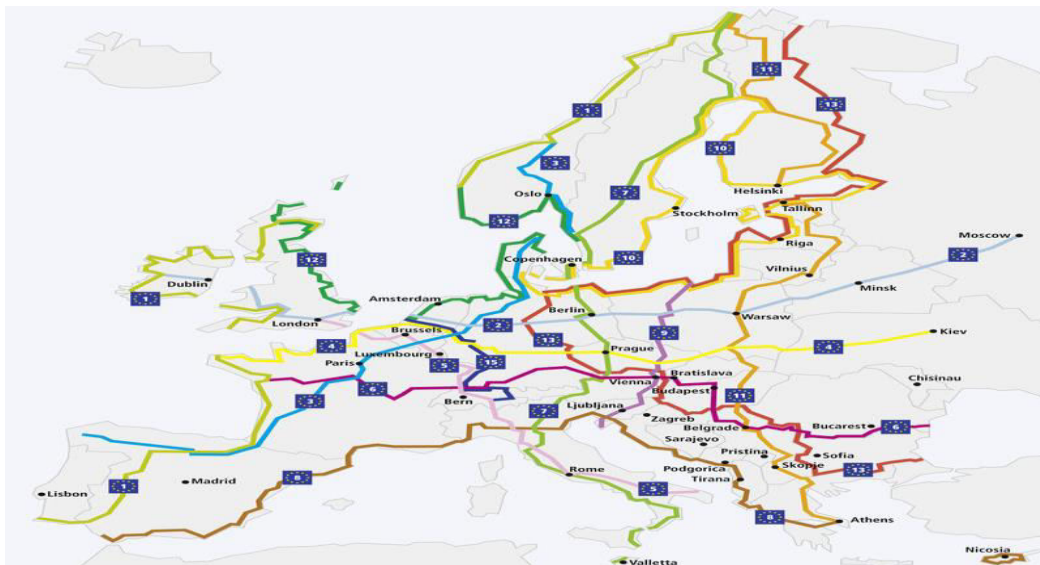 11
1
13
3
10
Helsinki
7
Oslo
Stockholm
Tallinn
12
Riga
Moscow
12
Copenhagen
10
2
Vilnius
Dublin
Minsk
1
Amsterdam
London
Berlin
Warsaw
2
Brussels
9
Kiev
4
13
Prague
4
Luxembourg
5
15
Paris
Bratislava
Vienna
Chisinau
6
Budapest
3
Bern
11
7
Ljubljana
Zagreb
Belgrade
Bucarest
6
Sarajevo
Pristina
Sofia
Rome
Podgorica
Skopje
13
8
Madrid
Tirana
1
5
Lisbon
8
Athens
Nicosia
Valletta